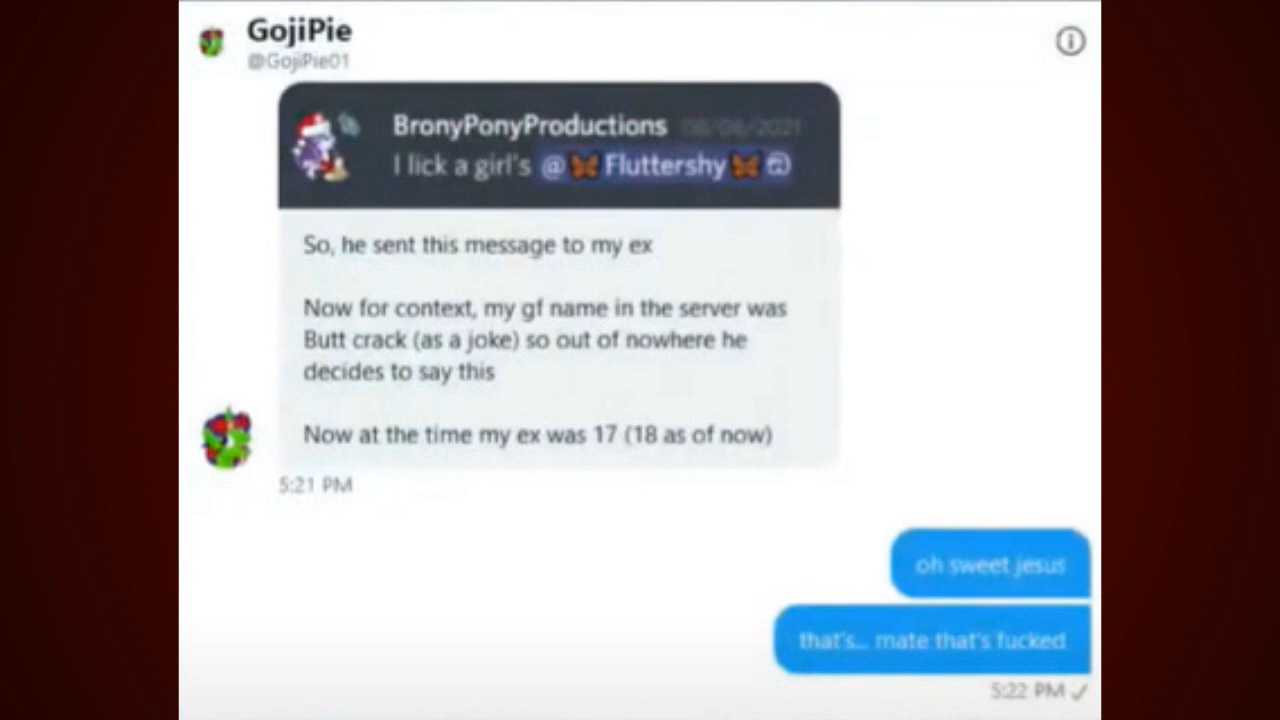 GojiPie
@GojiPie01
BronyPonyProductions 08/08/2021
I lick a girl's @🦋Fluttershy🦋
So, he sent this message to my ex
Now for context, my gf name in the server was
Butt crack (as a joke) so out of nowhere he
decides to say this
Now at the time my ex was 17 (18 as of now)
5:21 PM
oh sweet jesus
that's... mate that's fucked
5:22 PM